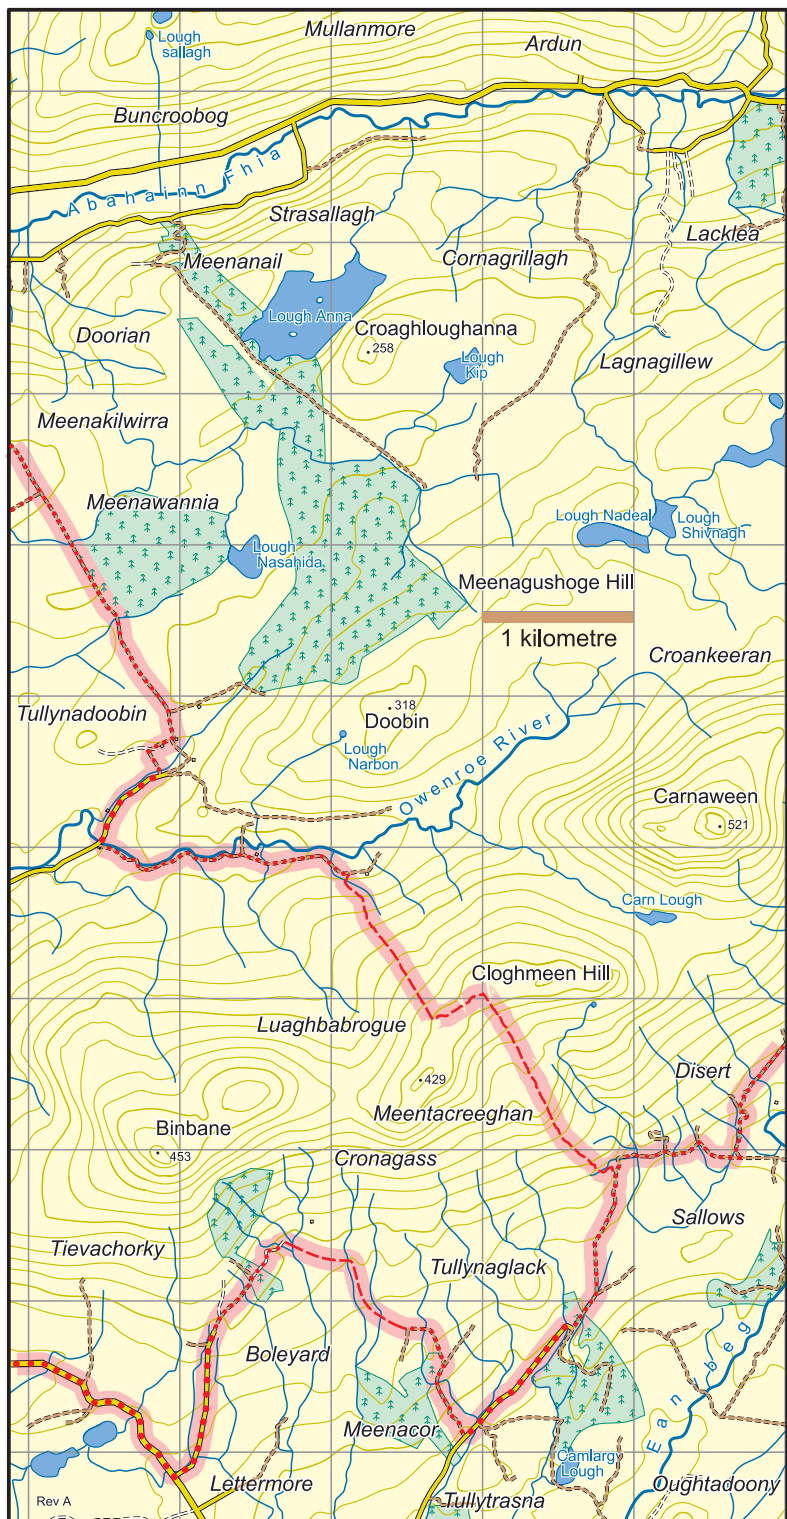 Lough
sallagh
Mullanmore
Ardun
Buncroobog
Abahainn Fhia
Strasallagh
Lacklea
Meenanail
Cornagrillagh
Lough Anna
Doorian
Croaghloughanna
258
Lough
Kip
Lagnagillew
Meenakilwirra
Meenawannia
Lough Nadeal
Lough
Shivnagh
Lough
Nasahida
Meenagushoge Hill
1 kilometre
Croankeeran
Tullynadoobin
318
Doobin
Lough
Narbon
Owenroe River
Carnaween
521
Carn Lough
Cloghmeen Hill
Luaghbabrogue
Disert
429
Meentacreeghan
Binbane
453
Cronagass
Sallows
Tievachorky
Tullynaglack
Boleyard
Eanybeg
Meenacor
Camlargy
Lough
Lettermore
Oughtadoony
Rev A
Tullytrasna